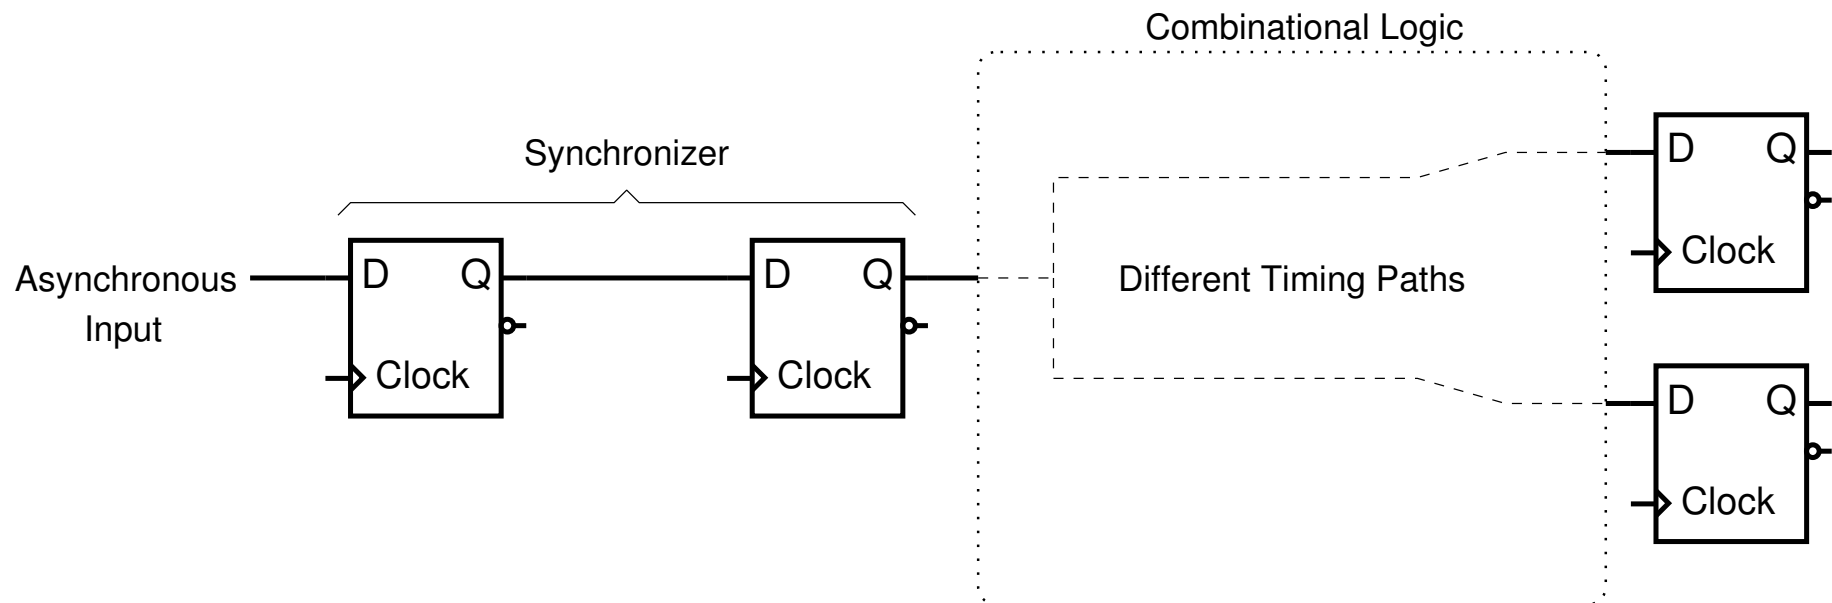 Combinational Logic
Synchronizer
D Q
Clock
Asynchronous
Input
D Q
Clock
D Q
Clock
Different Timing Paths
D Q
Clock